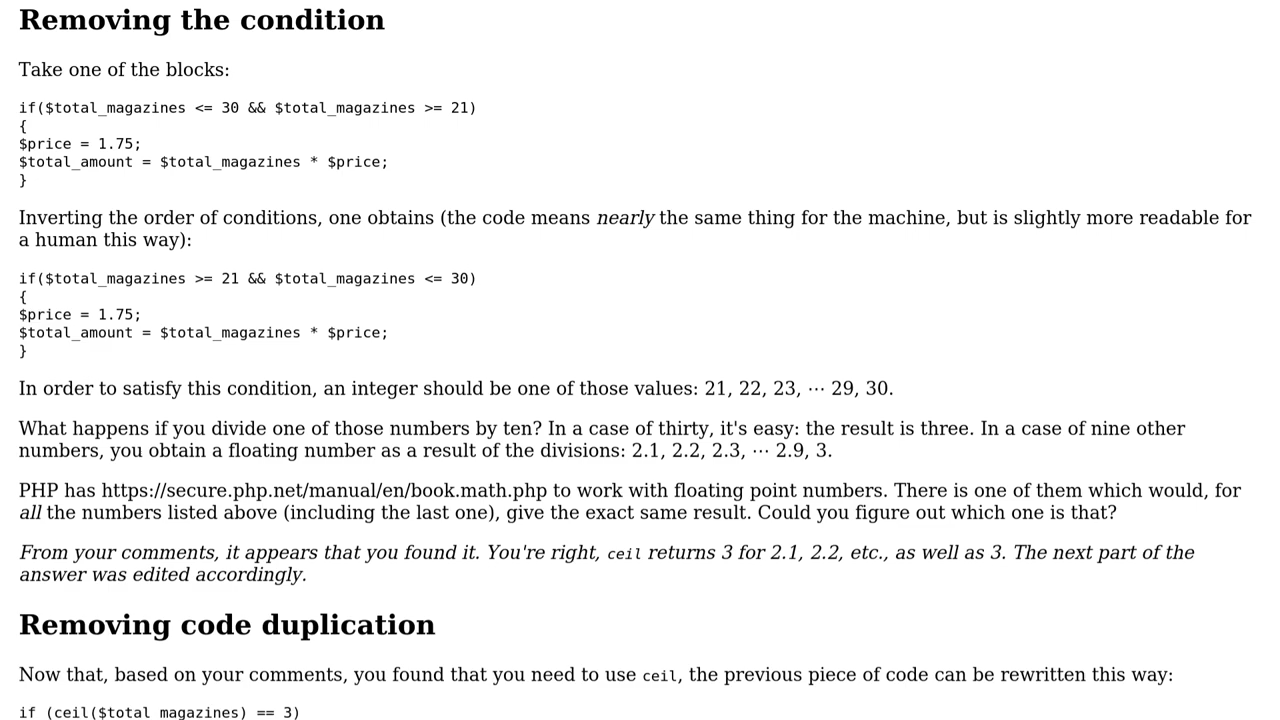 Removing the condition
Take one of the blocks:
if($total_magazines <= 30 && $total_magazines >= 21)
{
$price = 1.75;
$total_amount = $total_magazines * $price;
}
Inverting the order of conditions, one obtains (the code means nearly the same thing for the machine, but is slightly more readable for
a human this way):
if($total_magazines >= 21 && $total_magazines <= 30)
{
$price = 1.75;
$total_amount = $total_magazines * $price;
}
In order to satisfy this condition, an integer should be one of those values: 21, 22, 23, ⋯ 29, 30.
What happens if you divide one of those numbers by ten? In a case of thirty, it's easy: the result is three. In a case of nine other
numbers, you obtain a floating number as a result of the divisions: 2.1, 2.2, 2.3, ⋯ 2.9, 3.
PHP has https://secure.php.net/manual/en/book.math.php to work with floating point numbers. There is one of them which would, for
all the numbers listed above (including the last one), give the exact same result. Could you figure out which one is that?
From your comments, it appears that you found it. You're right, ceil returns 3 for 2.1, 2.2, etc., as well as 3. The next part of the
answer was edited accordingly.
Removing code duplication
Now that, based on your comments, you found that you need to use ceil, the previous piece of code can be rewritten this way:
if (ceil($total_magazines) == 3)